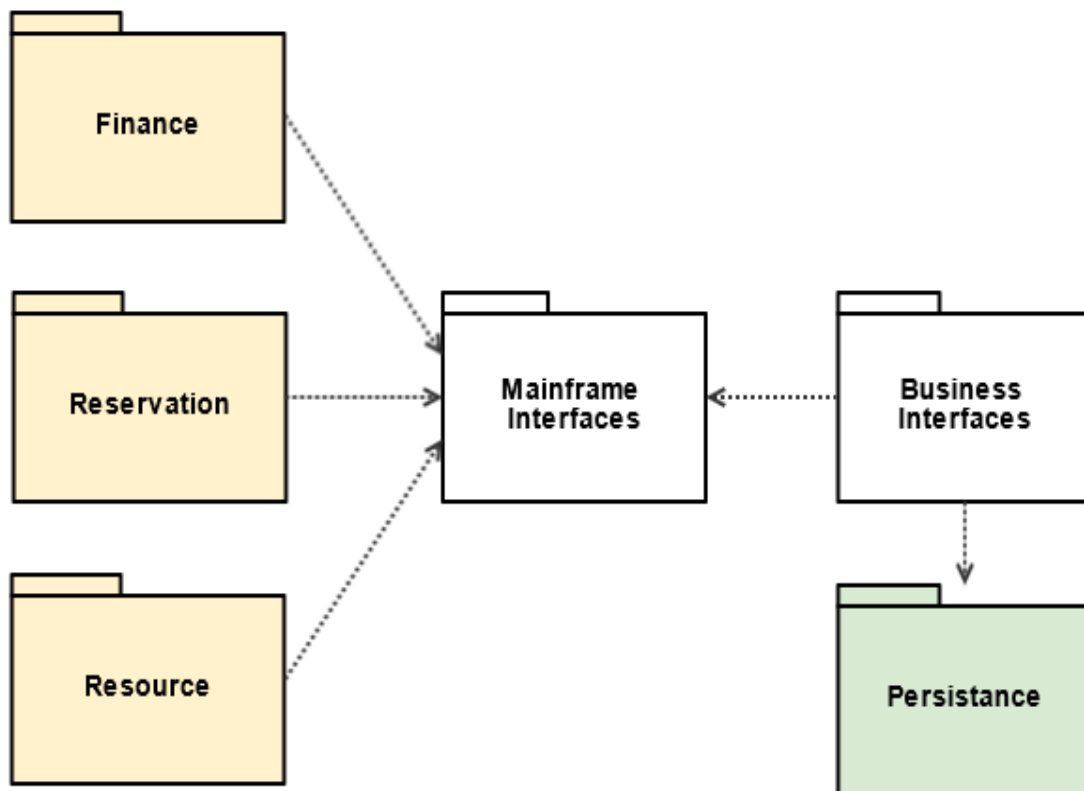 Finance
Reservation
Mainframe
Interfaces
Business
Interfaces
Resource
Persistance